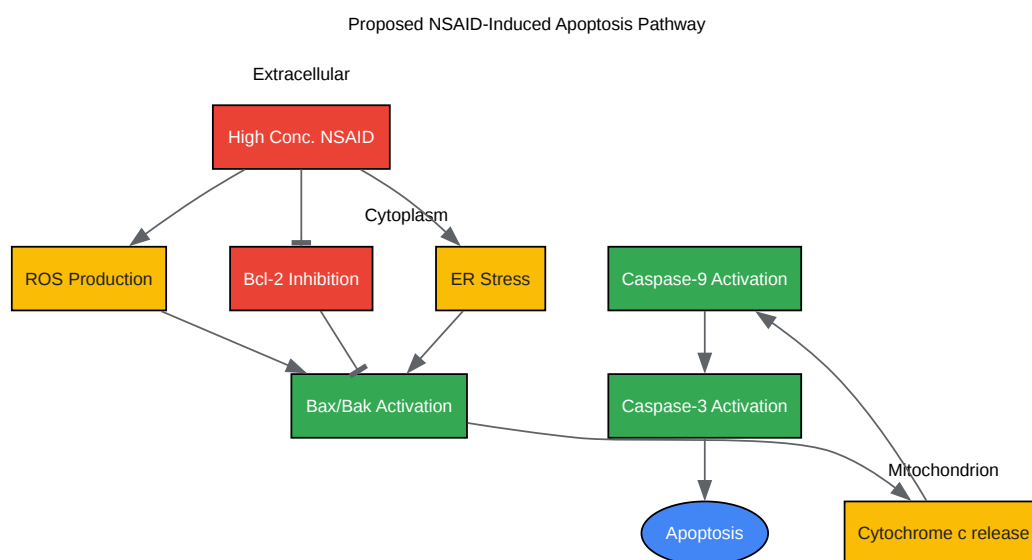 Proposed NSAID-Induced Apoptosis Pathway
Extracellular
High Conc. NSAID
Cytoplasm
ROS Production
Bcl-2 Inhibition
ER Stress
Caspase-9 Activation
Bax/Bak Activation
Caspase-3 Activation
Mitochondrion
Apoptosis
Cytochrome c release